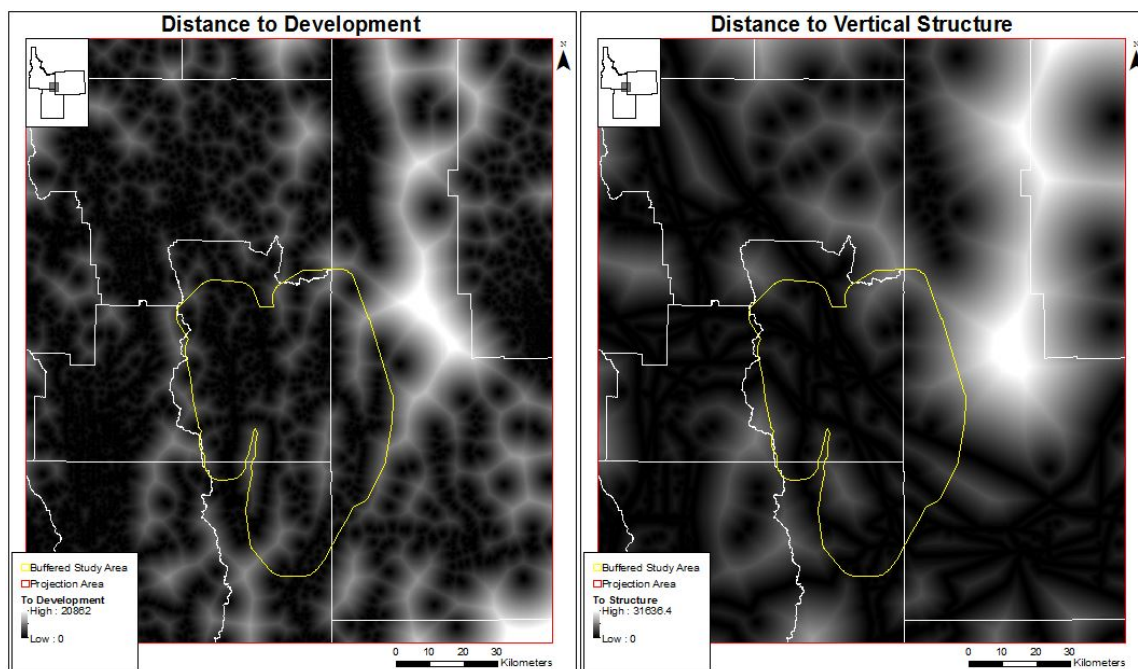 Distance to Development
N
Buffered Study Area
Projection Area
To Development
High : 20862
Low : 0
0 10 20 30
Kilometers
Distance to Vertical Structure
N
Buffered Study Area
Projection Area
To Structure
High : 31636.4
Low : 0
0 10 20 30
Kilometers